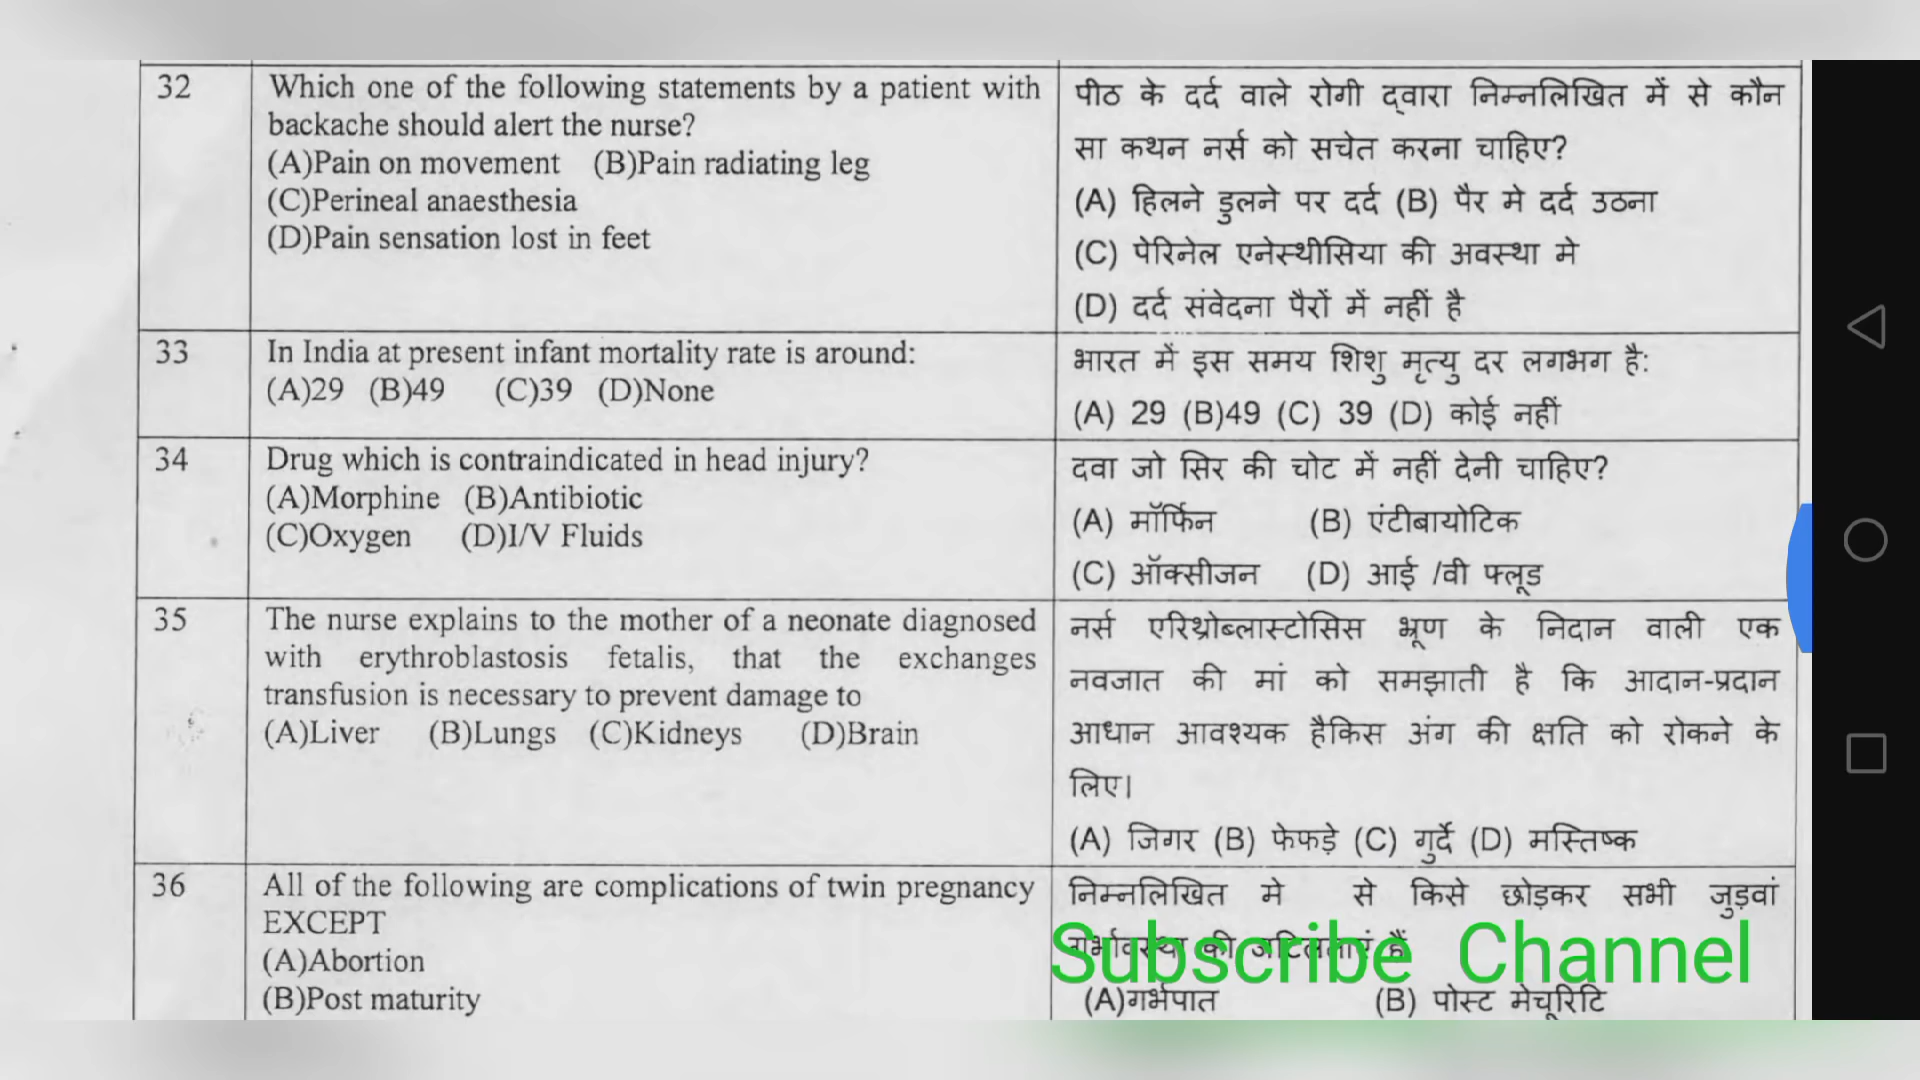 32
Which one of the following statements by a patient with
backache should alert the nurse?
(A)Pain on movement (B)Pain radiating leg
(C)Perineal anaesthesia
(D)Pain sensation lost in feet
पीठ के दर्द वाले रोगी द्वारा निम्नलिखित में से कौन
सा कथन नर्स को सचेत करना चाहिए?
(A) हिलने डुलने पर दर्द (B) पैर मे दर्द उठना
(C) पेरिनेल एनेस्थीसिया की अवस्था मे
(D) दर्द संवेदना पैरों में नहीं है
33
In India at present infant mortality rate is around:
(A)29 (B)49 (C)39 (D)None
भारत में इस समय शिशु मृत्यु दर लगभग है:
(A) 29 (B)49 (C) 39 (D) कोई नहीं
34
Drug which is contraindicated in head injury?
(A)Morphine (B)Antibiotic
(C)Oxygen (D)I/V Fluids
दवा जो सिर की चोट में नहीं देनी चाहिए?
(A) मॉर्फिन (B) एंटीबायोटिक
(C) ऑक्सीजन (D) आई /वी फ्लूड
35
The nurse explains to the mother of a neonate diagnosed
with erythroblastosis fetalis, that the exchanges
transfusion is necessary to prevent damage to
(A)Liver (B)Lungs (C)Kidneys (D)Brain
नर्स एरिथ्रोब्लास्टोसिस भ्रूण के निदान वाली एक
नवजात की मां को समझाती है कि आदान-प्रदान
आधान आवश्यक हैकिस अंग की क्षति को रोकने के
लिए।
(A) जिगर (B) फेफड़े (C) गुर्दे (D) मस्तिष्क
36
All of the following are complications of twin pregnancy
EXCEPT
(A)Abortion
(B)Post maturity
निम्नलिखित मे से किसे छोड़कर सभी जुड़वां
गर्भावस्था की जटिलताएं हैं
(A)गर्भपात (B) पोस्ट मेचूरिटि
Subscribe Channel